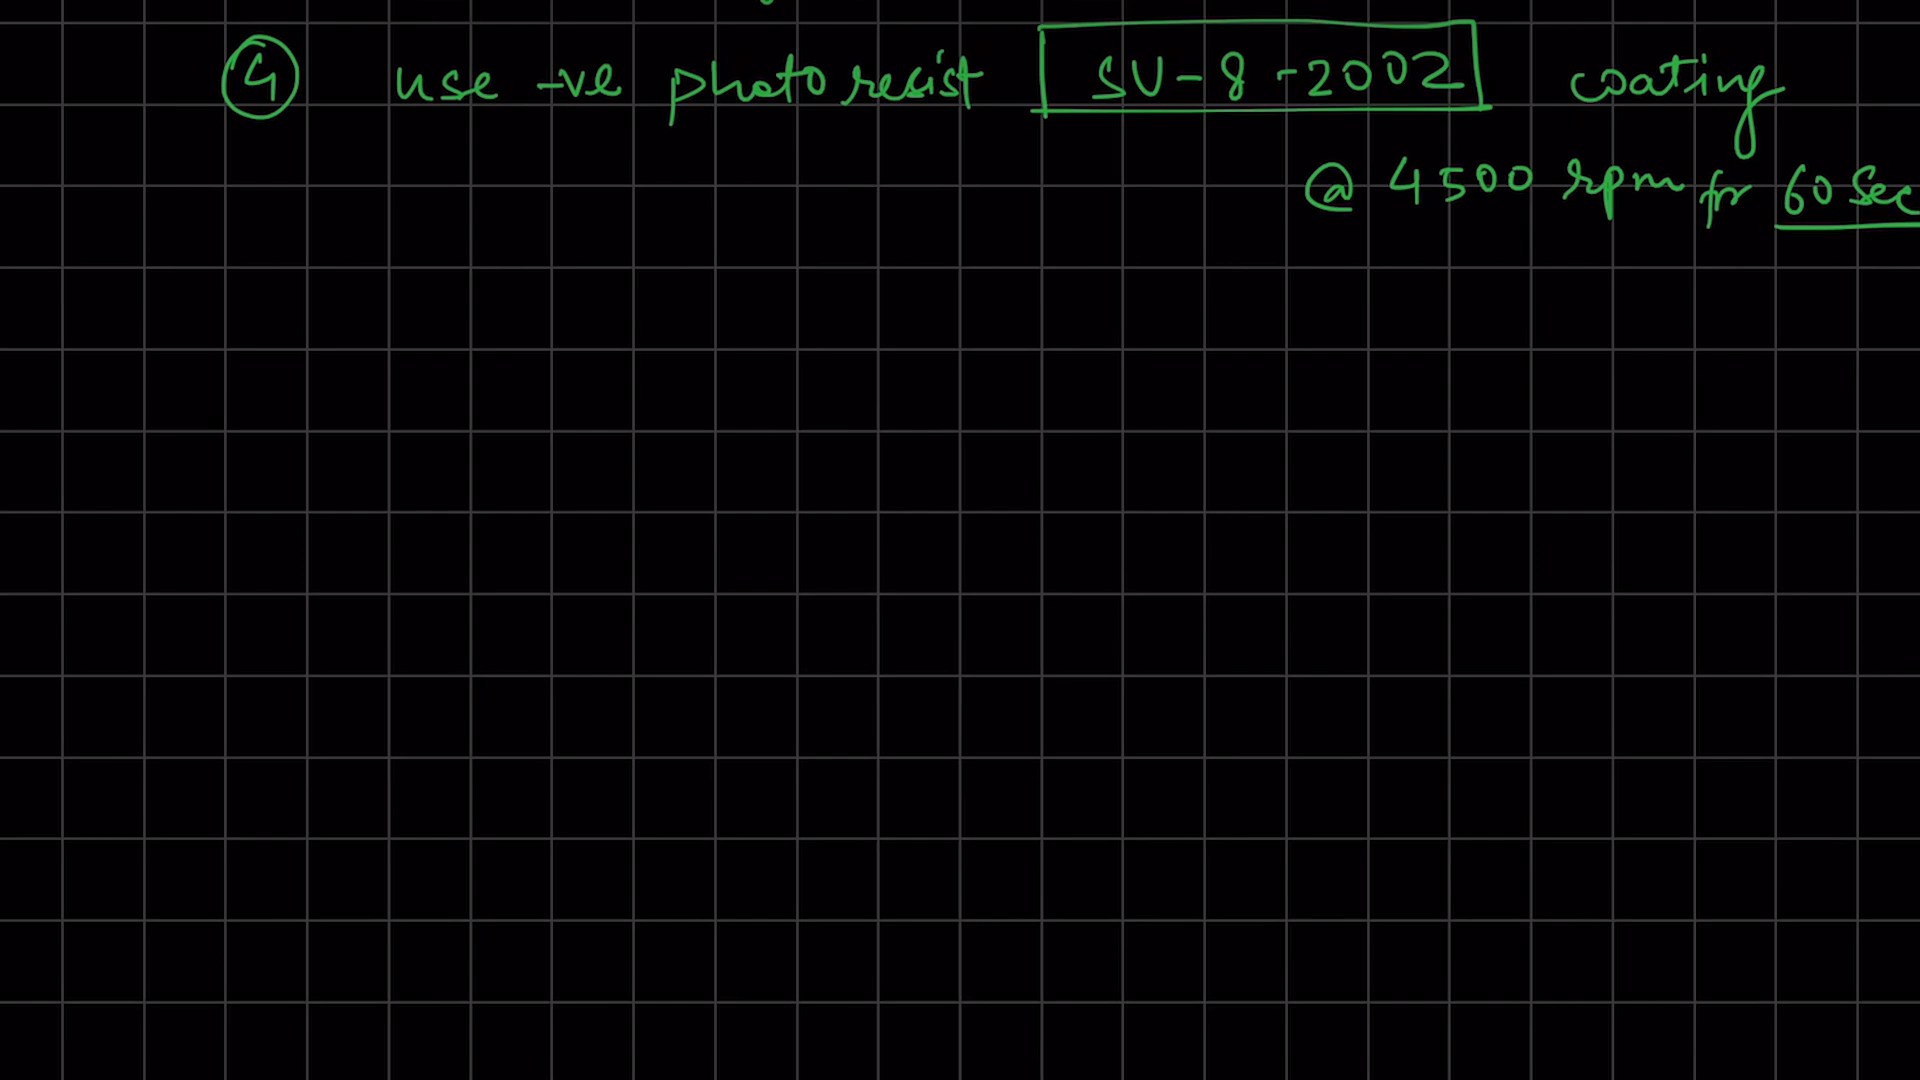 ④ use -ve photoresist SU-8-2002 coating
@ 4500 rpm for 60 Sec